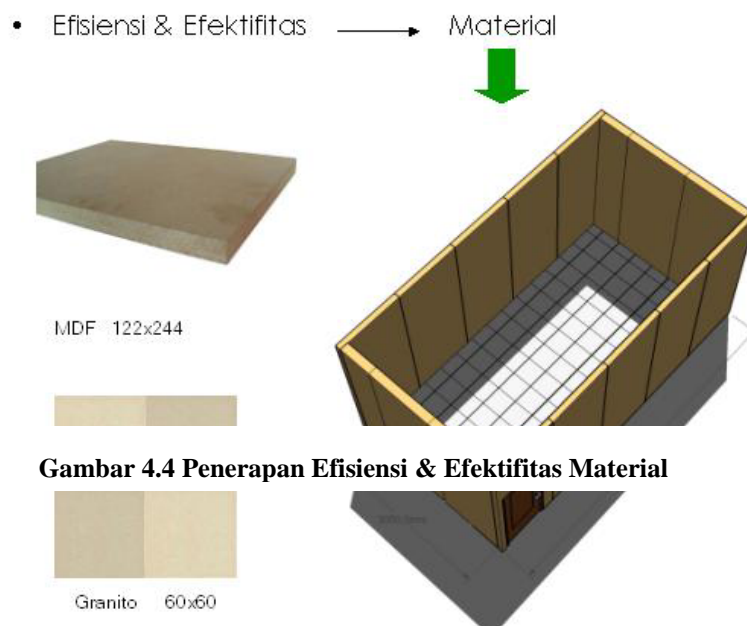 • Efisiensi & Efektifitas → Material
MDF 122x244
Gambar 4.4 Penerapan Efisiensi & Efektifitas Material
Granito 60x60